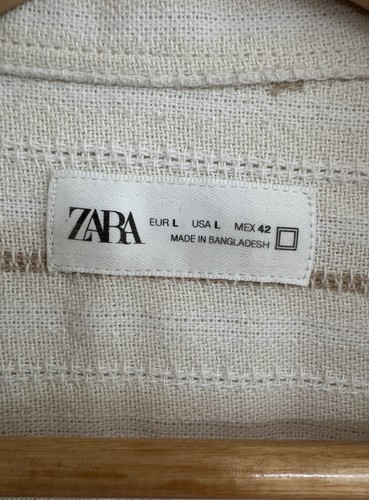 ZARA
EUR L USA L MEX 42
MADE IN BANGLADESH